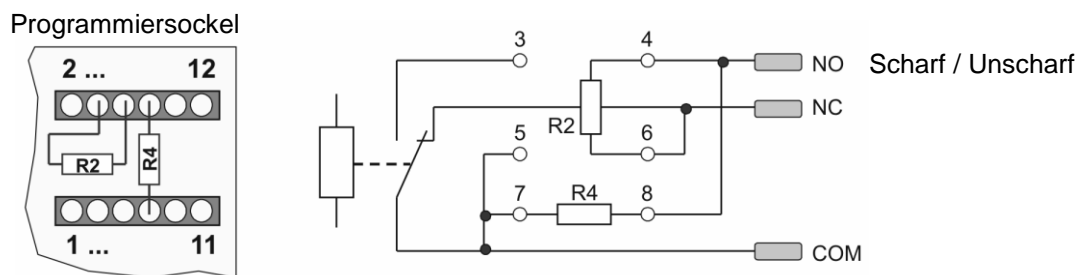 Programmiersockel
2 ... 12
R2
R4
1 ... 11
3 4
NO Scharf / Unscharf
NC
R2
5 6
7 R4 8
COM